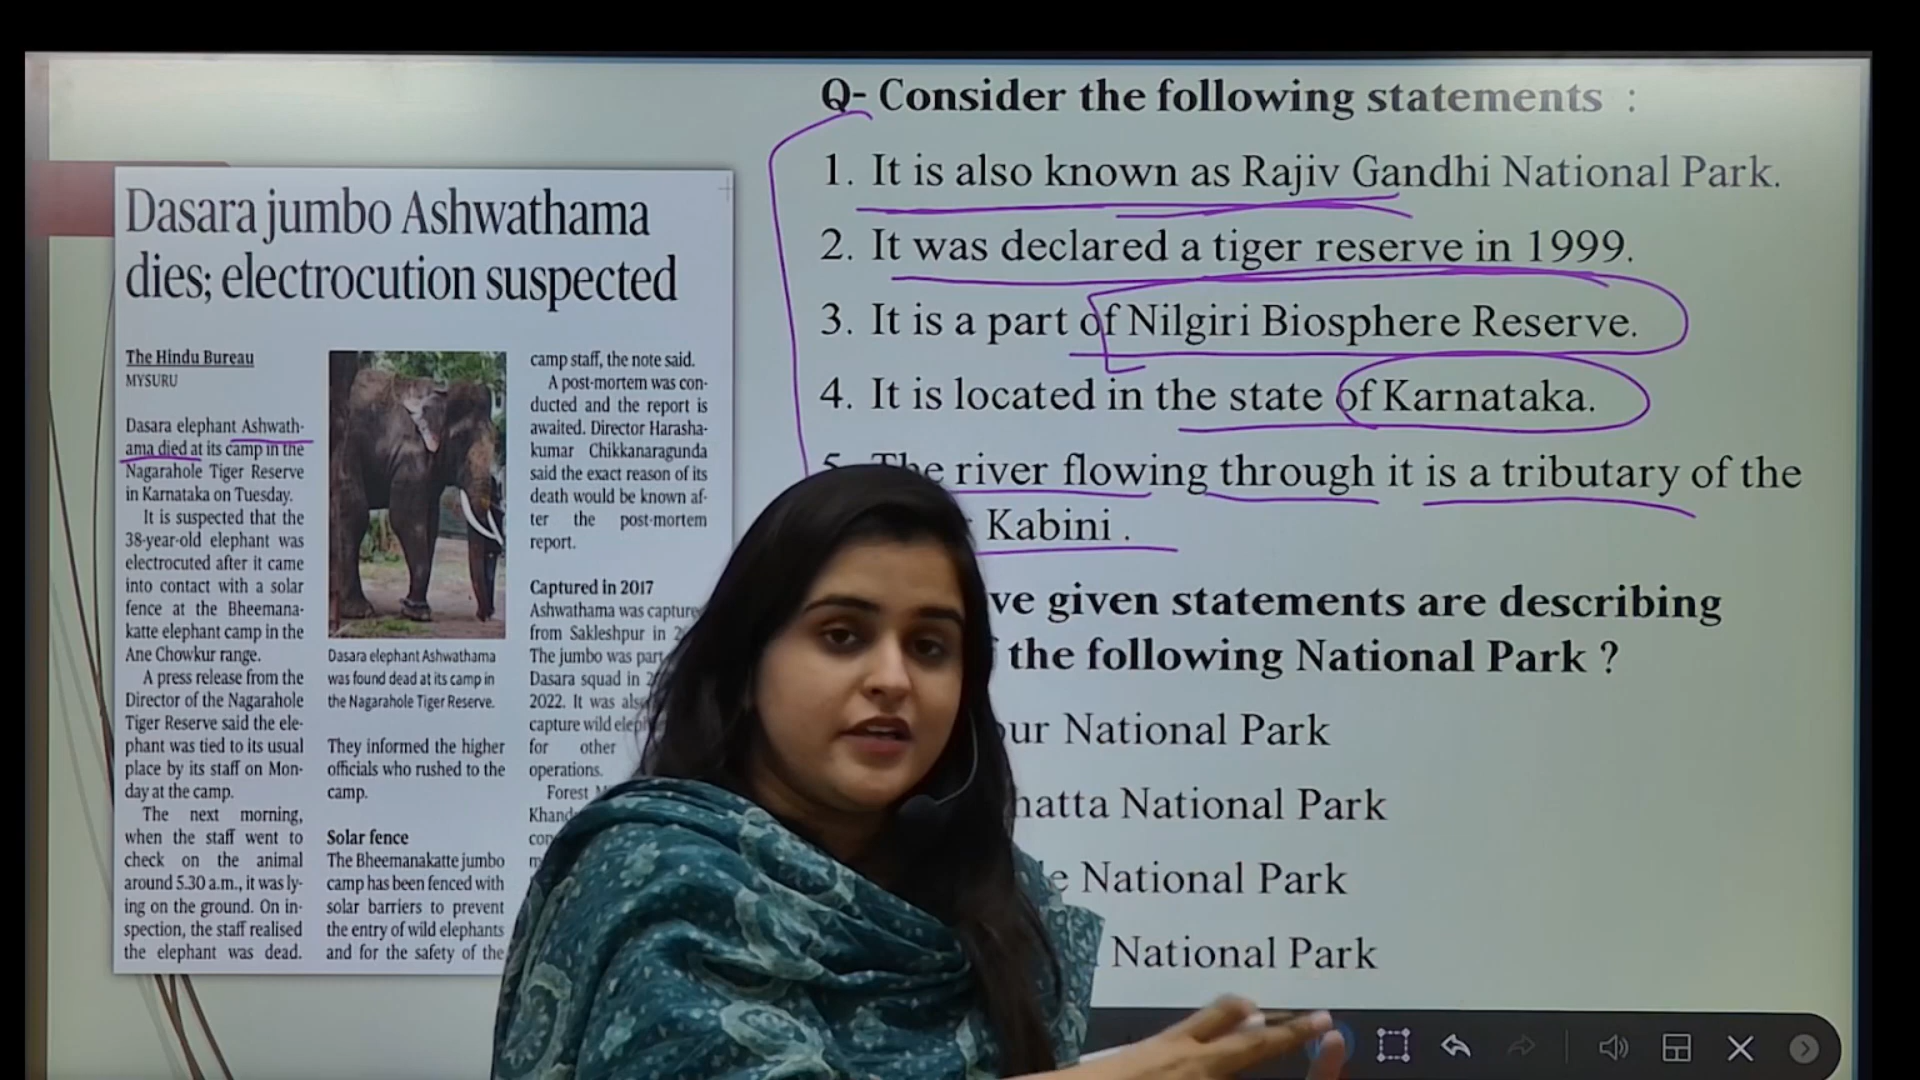 Dasara jumbo Ashwathama
dies; electrocution suspected
The Hindu Bureau
MYSURU
Dasara elephant Ashwath-
ama died at its camp in the
Nagarahole Tiger Reserve
in Karnataka on Tuesday.
It is suspected that the
38-year-old elephant was
electrocuted after it came
into contact with a solar
fence at the Bheemana-
katte elephant camp in the
Ane Chowkur range.
A press release from the
Director of the Nagarahole
Tiger Reserve said the ele-
phant was tied to its usual
place by its staff on Mon-
day at the camp.
The next morning,
when the staff went to
check on the animal
around 5.30 a.m., it was ly-
ing on the ground. On in-
spection, the staff realised
the elephant was dead.
Dasara elephant Ashwathama
was found dead at its camp in
the Nagarahole Tiger Reserve.
They informed the higher
officials who rushed to the
camp.
Solar fence
The Bheemanakatte jumbo
camp has been fenced with
solar barriers to prevent
the entry of wild elephants
and for the safety of the
camp staff, the note said.
A post-mortem was con-
ducted and the report is
awaited. Director Harasha-
kumar Chikkanaragunda
said the exact reason of its
death would be known af-
ter the post-mortem
report.
Captured in 2017
Ashwathama was capture
from Sakleshpur in
The jumbo was part
Dasara squad in
2022. It was
capture wild
for other
operations.
Forest
Q- Consider the following statements :
1. It is also known as Rajiv Gandhi National Park.
2. It was declared a tiger reserve in 1999.
3. It is a part of Nilgiri Biosphere Reserve.
4. It is located in the state of Karnataka.
5. The river flowing through it is a tributary of the
Kabini .
given statements are describing
the following National Park ?
National Park
National Park
National Park
National Park